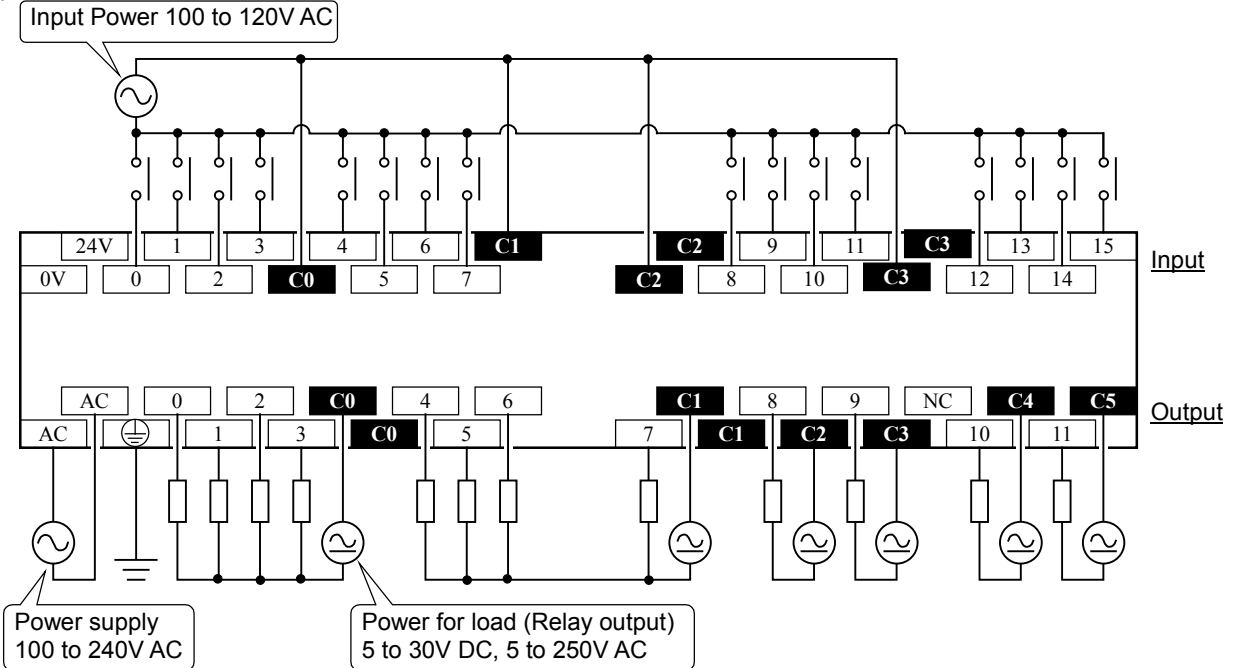 Input Power 100 to 120V AC
24V 1 3 4 6 C1 C2 9 11 C3 13 15
Input
0V 0 2 C0 5 7 C2 8 10 C3 12 14
AC 0 2 C0 4 6 C1 8 9 NC C4 C5
Output
AC 1 3 C0 5 7 C1 C2 C3 10 11
Power supply
100 to 240V AC
Power for load (Relay output)
5 to 30V DC, 5 to 250V AC